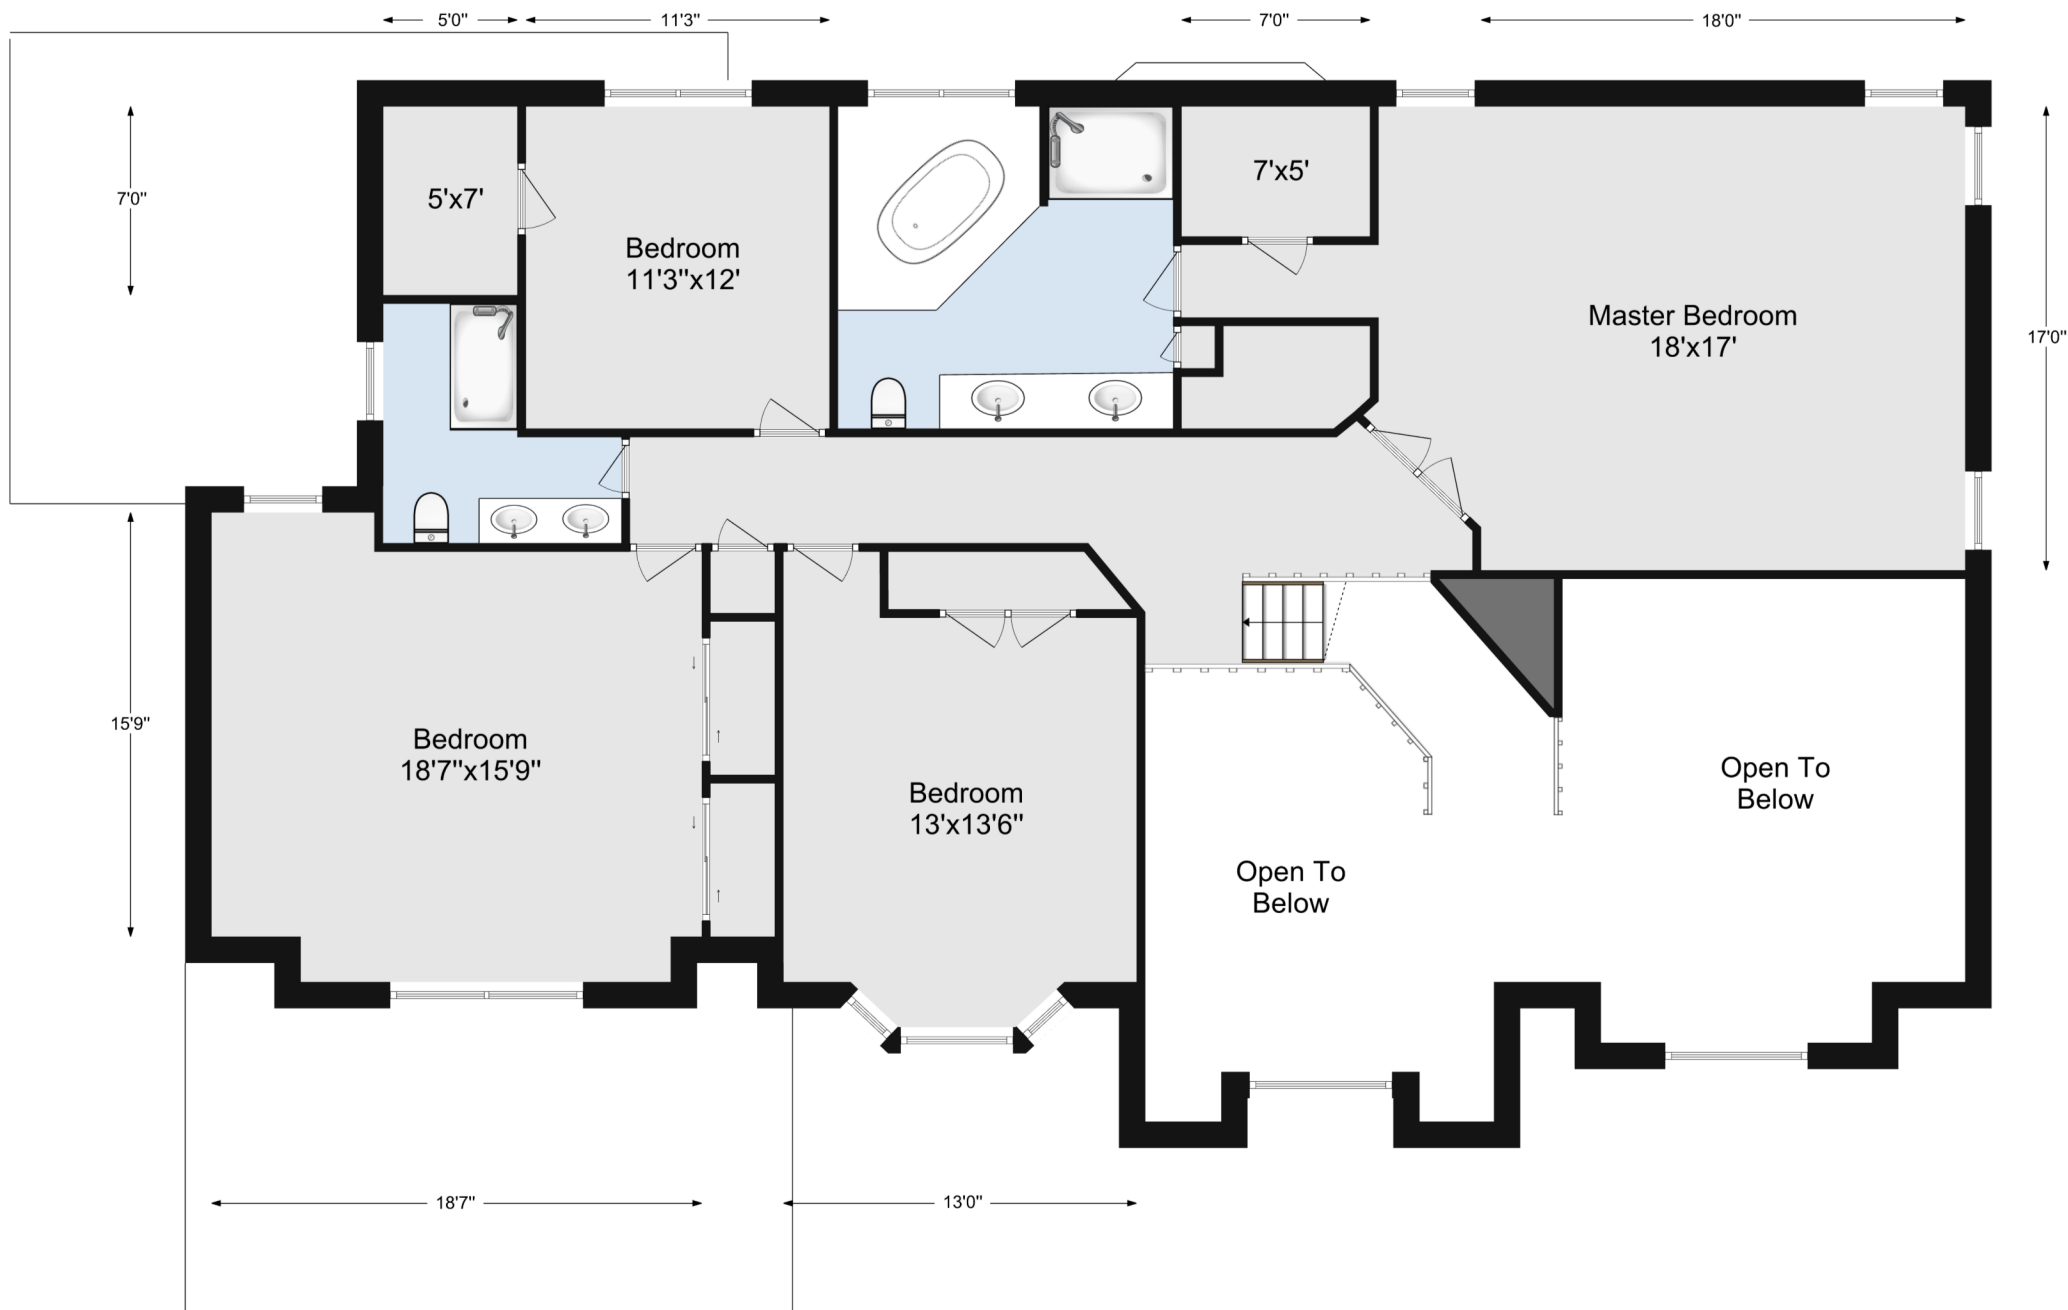 5'0"
11'3"
7'0"
18'0"
7'0"
5'x7'
7'x5'
Bedroom
11'3"x12'
Master Bedroom
18'x17'
17'0"
15'9"
Bedroom
18'7"x15'9"
Bedroom
13'x13'6"
Open To
Below
Open To
Below
18'7"
13'0"